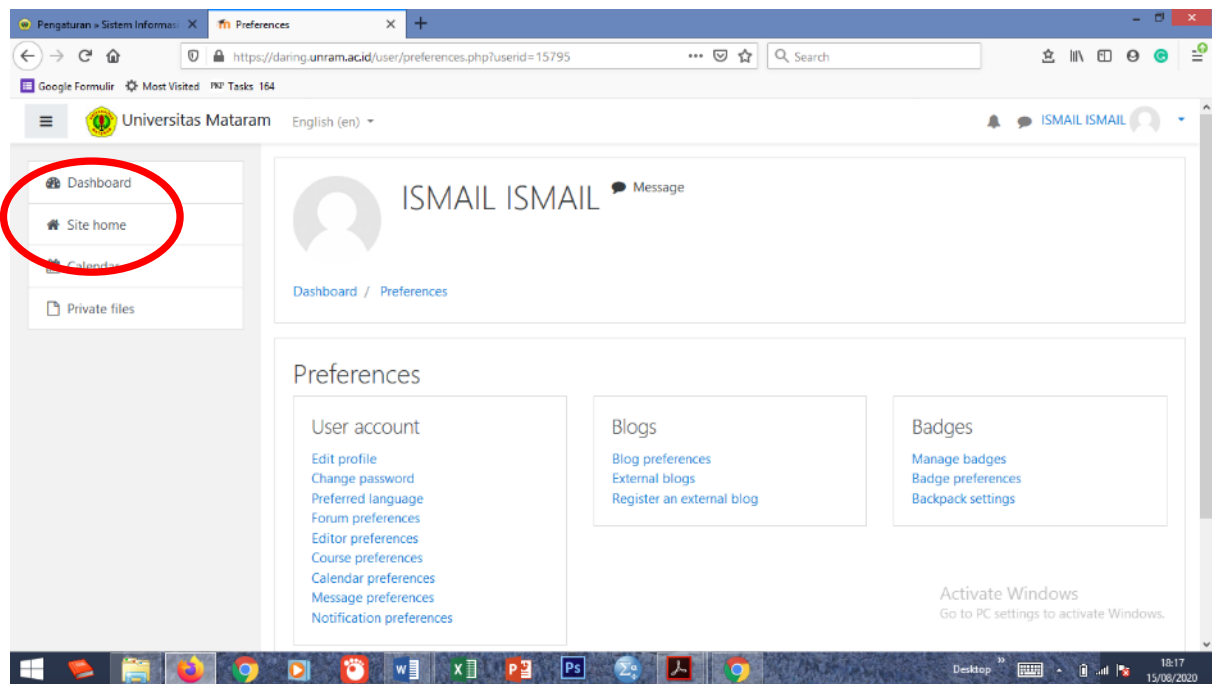 Pengaturan » Sistem Informasi
Preferences
https://daring.unram.ac.id/user/preferences.php?userid=15795
Search
Google Formulir
Most Visited
PKP Tasks 164
Universitas Mataram
English (en)
ISMAIL ISMAIL
Dashboard
Site home
Calendar
Private files
ISMAIL ISMAIL
Message
Dashboard / Preferences
Preferences
User account
Edit profile
Change password
Preferred language
Forum preferences
Editor preferences
Course preferences
Calendar preferences
Message preferences
Notification preferences
Blogs
Blog preferences
External blogs
Register an external blog
Badges
Manage badges
Badge preferences
Backpack settings
Activate Windows
Go to PC settings to activate Windows.
Desktop
18:17
15/08/2020